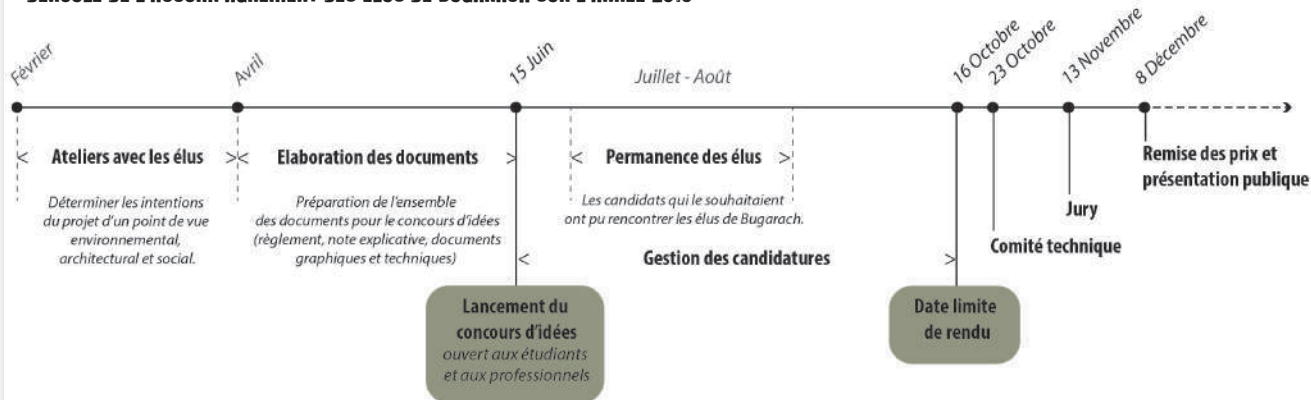 Février
Avril
15 Juin
Juillet - Août
16 Octobre
23 Octobre
13 Novembre
8 Décembre
Ateliers avec les élus
Déterminer les intentions
du projet d'un point de vue
environnemental,
architectural et social.
Elaboration des documents
Préparation de l'ensemble
des documents pour le concours d'idées
(règlement, note explicative, documents
graphiques et techniques)
Permanence des élus
Les candidats qui le souhaitaient
ont pu rencontrer les élus de Bugarach.
Gestion des candidatures
Remise des prix et
présentation publique
Jury
Comité technique
Lancement du
concours d'idées
ouvert aux étudiants
et aux professionnels
Date limite
de rendu